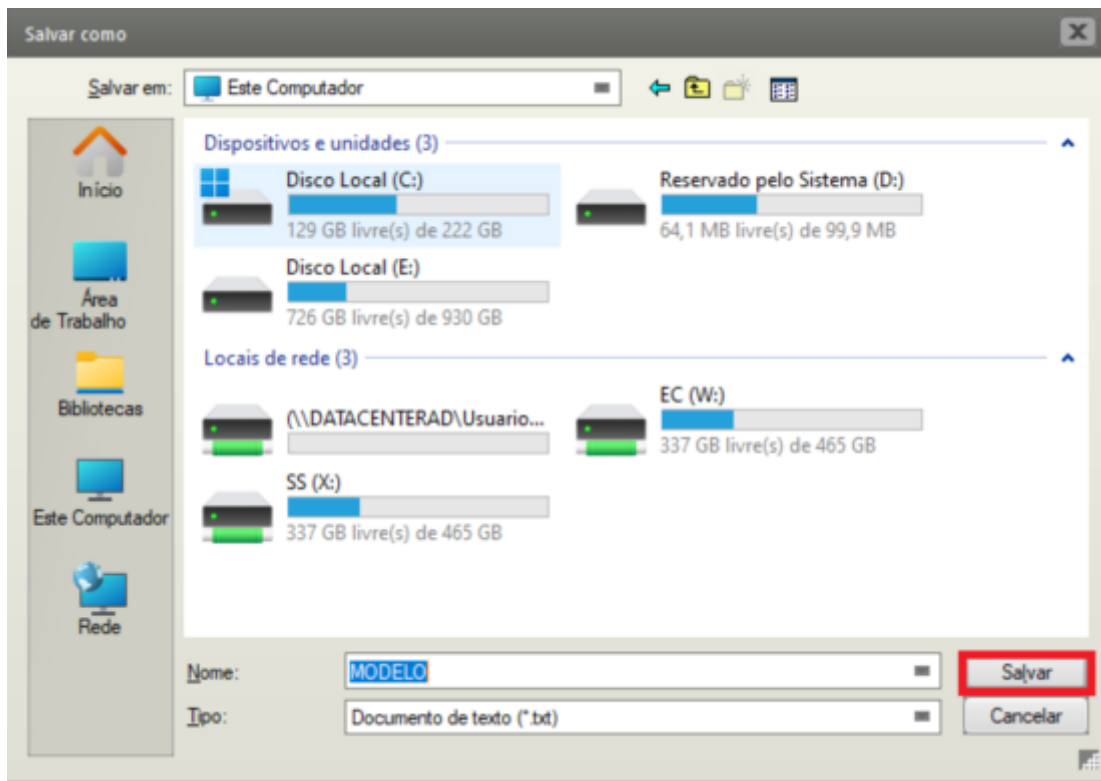 Salvar como
Salvar em:
Este Computador
Início
Área
de Trabalho
Bibliotecas
Este Computador
Rede
Dispositivos e unidades (3)
Disco Local (C:)
129 GB livre(s) de 222 GB
Reservado pelo Sistema (D:)
64,1 MB livre(s) de 99,9 MB
Disco Local (E:)
726 GB livre(s) de 930 GB
Locais de rede (3)
(\\DATACENTERAD\Usuario...
EC (W:)
337 GB livre(s) de 465 GB
SS (X:)
337 GB livre(s) de 465 GB
Nome:
MODELO
Salvar
Tipo:
Documento de texto (*.txt)
Cancelar